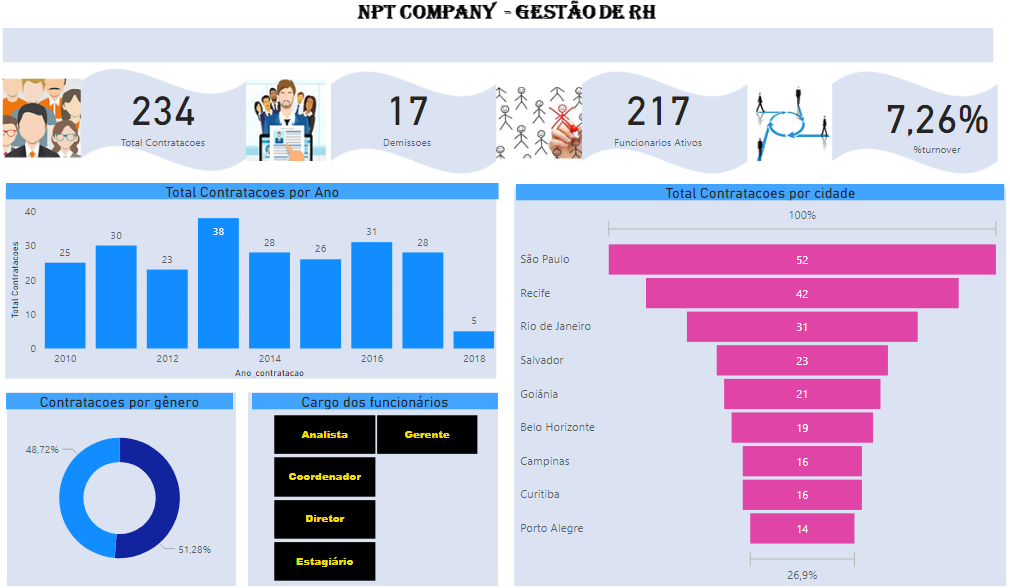 NPT COMPANY - GESTÃO DE RH
234
Total Contratacoes
17
Demissoes
217
Funcionarios Ativos
7,26%
%turnover
Total Contratacoes por Ano
Total Contratacoes
40
30
20
10
0
25
30
23
38
28
26
31
28
5
2010
2012
2014
2016
2018
Ano_contratacao
Total Contratacoes por cidade
100%
São Paulo 52
Recife 42
Rio de Janeiro 31
Salvador 23
Goiânia 21
Belo Horizonte 19
Campinas 16
Curitiba 16
Porto Alegre 14
26,9%
Contratacoes por gênero
48,72%
51,28%
Cargo dos funcionários
Analista
Gerente
Coordenador
Diretor
Estagiário